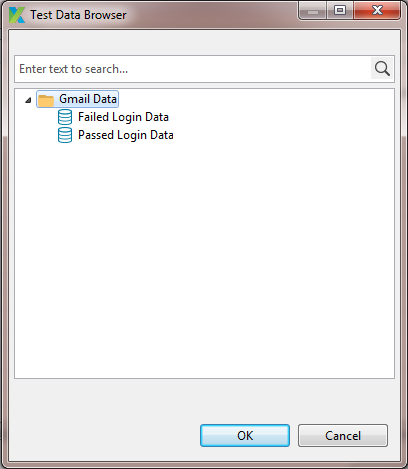 Test Data Browser
Enter text to search...
Gmail Data
Failed Login Data
Passed Login Data
OK
Cancel